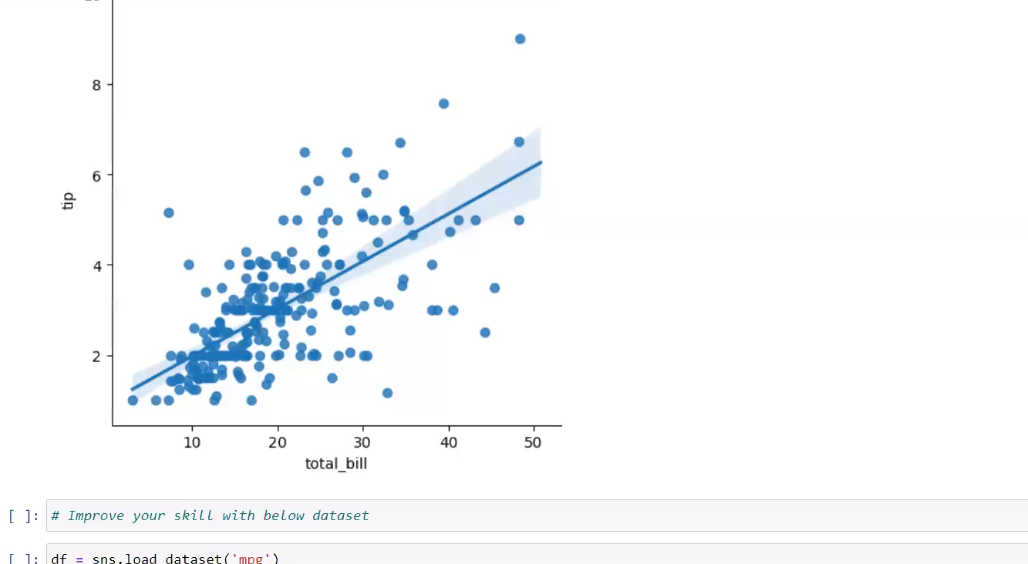 8
6
tip
4
2
10 20 30 40 50
total_bill
[ ]: # Improve your skill with below dataset
[ ]: df = sns.load_dataset('mpg')